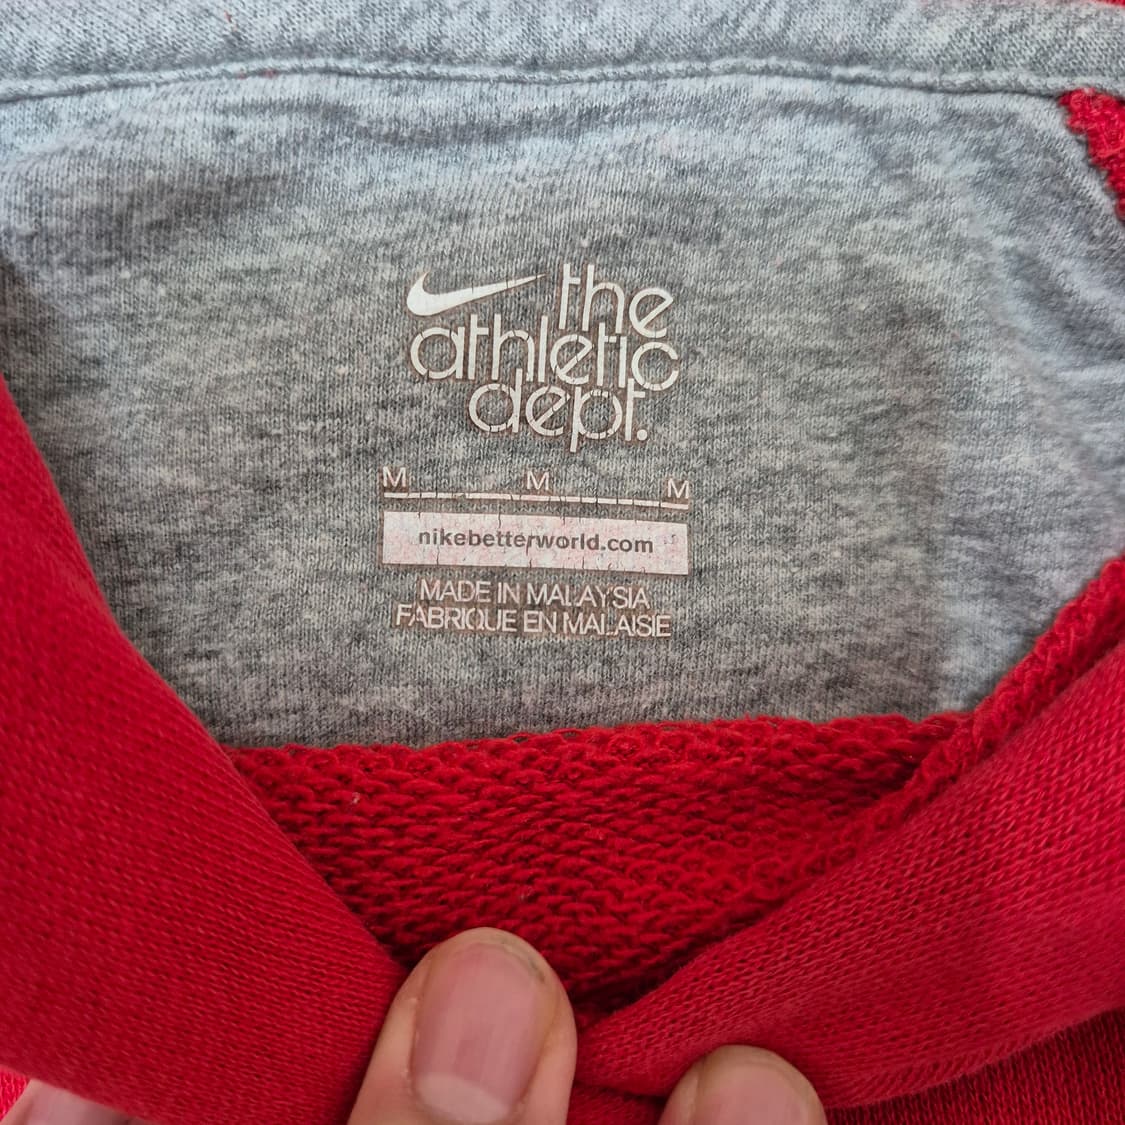 the
athletic
dept.
M M M
nikebetterworld.com
MADE IN MALAYSIA
FABRIQUE EN MALAISIE